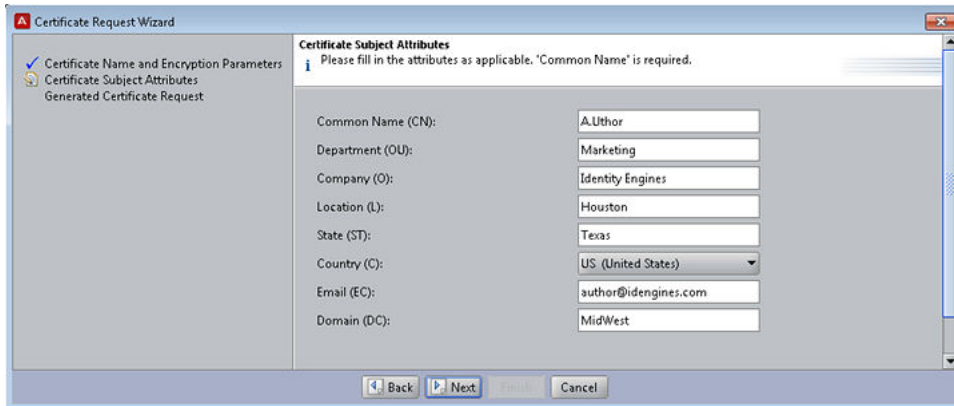 Certificate Request Wizard
Certificate Name and Encryption Parameters
Certificate Subject Attributes
Generated Certificate Request
Certificate Subject Attributes
Please fill in the attributes as applicable. 'Common Name' is required.
Common Name (CN): A.Uthor
Department (OU): Marketing
Company (O): Identity Engines
Location (L): Houston
State (ST): Texas
Country (C): US (United States)
Email (EC): author@idengines.com
Domain (DC): MidWest
Back Next Finish Cancel